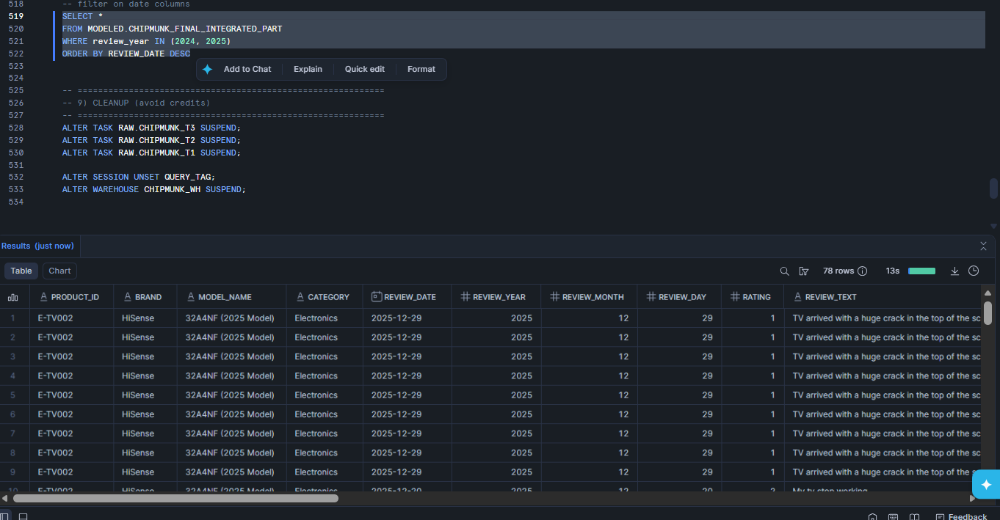 518 -- filter on date columns
519 SELECT *
520 FROM MODELED.CHIPMUNK_FINAL_INTEGRATED_PART
521 WHERE review_year IN (2024, 2025)
522 ORDER BY REVIEW_DATE DESC
523 Add to Chat Explain Quick edit Format
524
525 -- ============================================================
526 -- 9) CLEANUP (avoid credits)
527 -- ============================================================
528 ALTER TASK RAW.CHIPMUNK_T3 SUSPEND;
529 ALTER TASK RAW.CHIPMUNK_T2 SUSPEND;
530 ALTER TASK RAW.CHIPMUNK_T1 SUSPEND;
531
532 ALTER SESSION UNSET QUERY_TAG;
533 ALTER WAREHOUSE CHIPMUNK_WH SUSPEND;
534
Results (just now)
Table Chart 78 rows 13s
PRODUCT_ID BRAND MODEL_NAME CATEGORY REVIEW_DATE REVIEW_YEAR REVIEW_MONTH REVIEW_DAY RATING REVIEW_TEXT
1 E-TV002 HiSense 32A4NF (2025 Model) Electronics 2025-12-29 2025 12 29 1 TV arrived with a huge crack in the top of the sc
2 E-TV002 HiSense 32A4NF (2025 Model) Electronics 2025-12-29 2025 12 29 1 TV arrived with a huge crack in the top of the sc
3 E-TV002 HiSense 32A4NF (2025 Model) Electronics 2025-12-29 2025 12 29 1 TV arrived with a huge crack in the top of the sc
4 E-TV002 HiSense 32A4NF (2025 Model) Electronics 2025-12-29 2025 12 29 1 TV arrived with a huge crack in the top of the sc
5 E-TV002 HiSense 32A4NF (2025 Model) Electronics 2025-12-29 2025 12 29 1 TV arrived with a huge crack in the top of the sc
6 E-TV002 HiSense 32A4NF (2025 Model) Electronics 2025-12-29 2025 12 29 1 TV arrived with a huge crack in the top of the sc
7 E-TV002 HiSense 32A4NF (2025 Model) Electronics 2025-12-29 2025 12 29 1 TV arrived with a huge crack in the top of the sc
8 E-TV002 HiSense 32A4NF (2025 Model) Electronics 2025-12-29 2025 12 29 1 TV arrived with a huge crack in the top of the sc
9 E-TV002 HiSense 32A4NF (2025 Model) Electronics 2025-12-29 2025 12 29 1 TV arrived with a huge crack in the top of the
10 E-TV002 HiSense 32A4NF (2025 Model) Electronics 2025 12 My tv stop working
Feedback